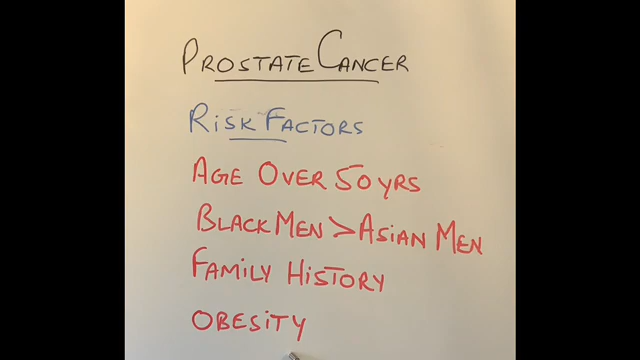 Prostate Cancer
Risk Factors
Age Over 50 yrs
Black Men > Asian Men
Family History
Obesity